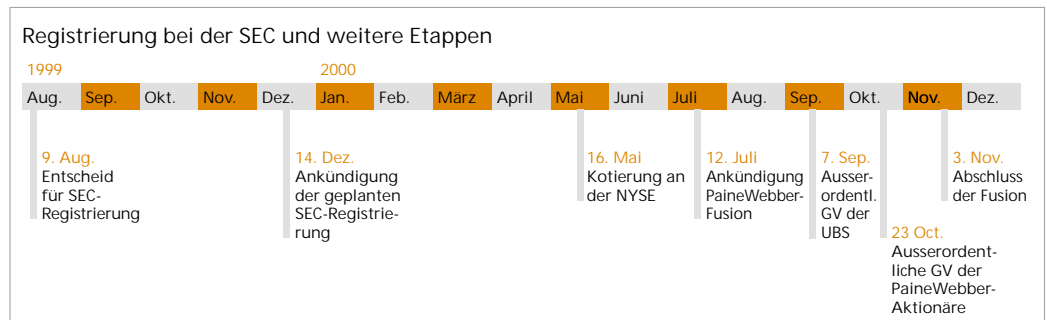 Registrierung bei der SEC und weitere Etappen
1999 2000
Aug. Sep. Okt. Nov. Dez. Jan. Feb. März April Mai Juni Juli Aug. Sep. Okt. Nov. Dez.
9. Aug.
Entscheid
für SEC-
Registrierung
14. Dez.
Ankündigung
der geplanten
SEC-Registrie-
rung
16. Mai
Kotierung an
der NYSE
12. Juli
Ankündigung
PaineWebber-
Fusion
7. Sep.
Ausser-
ordentl.
GV der
UBS
23 Oct.
Ausserordent-
liche GV der
PaineWebber-
Aktionäre
3. Nov.
Abschluss
der Fusion